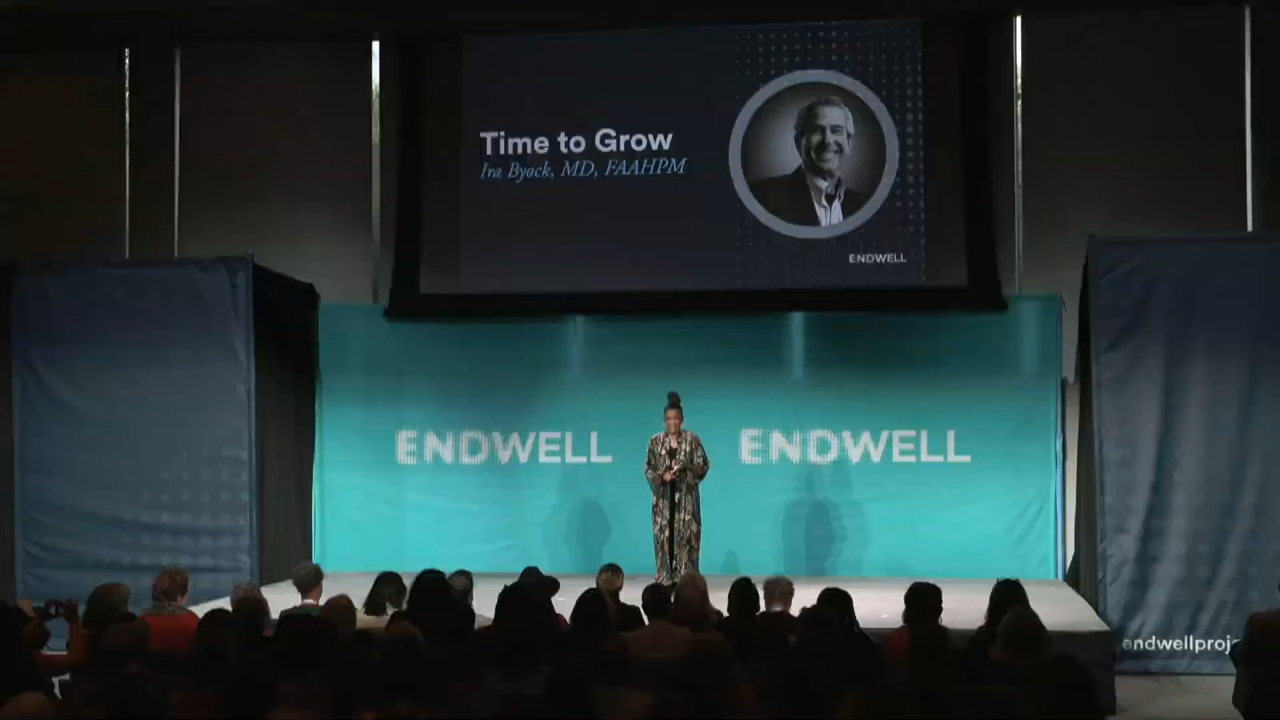 Time to Grow
Ira Byock, MD, FAAHPM
ENDWELL
ENDWELL
ENDWELL
endwellproj